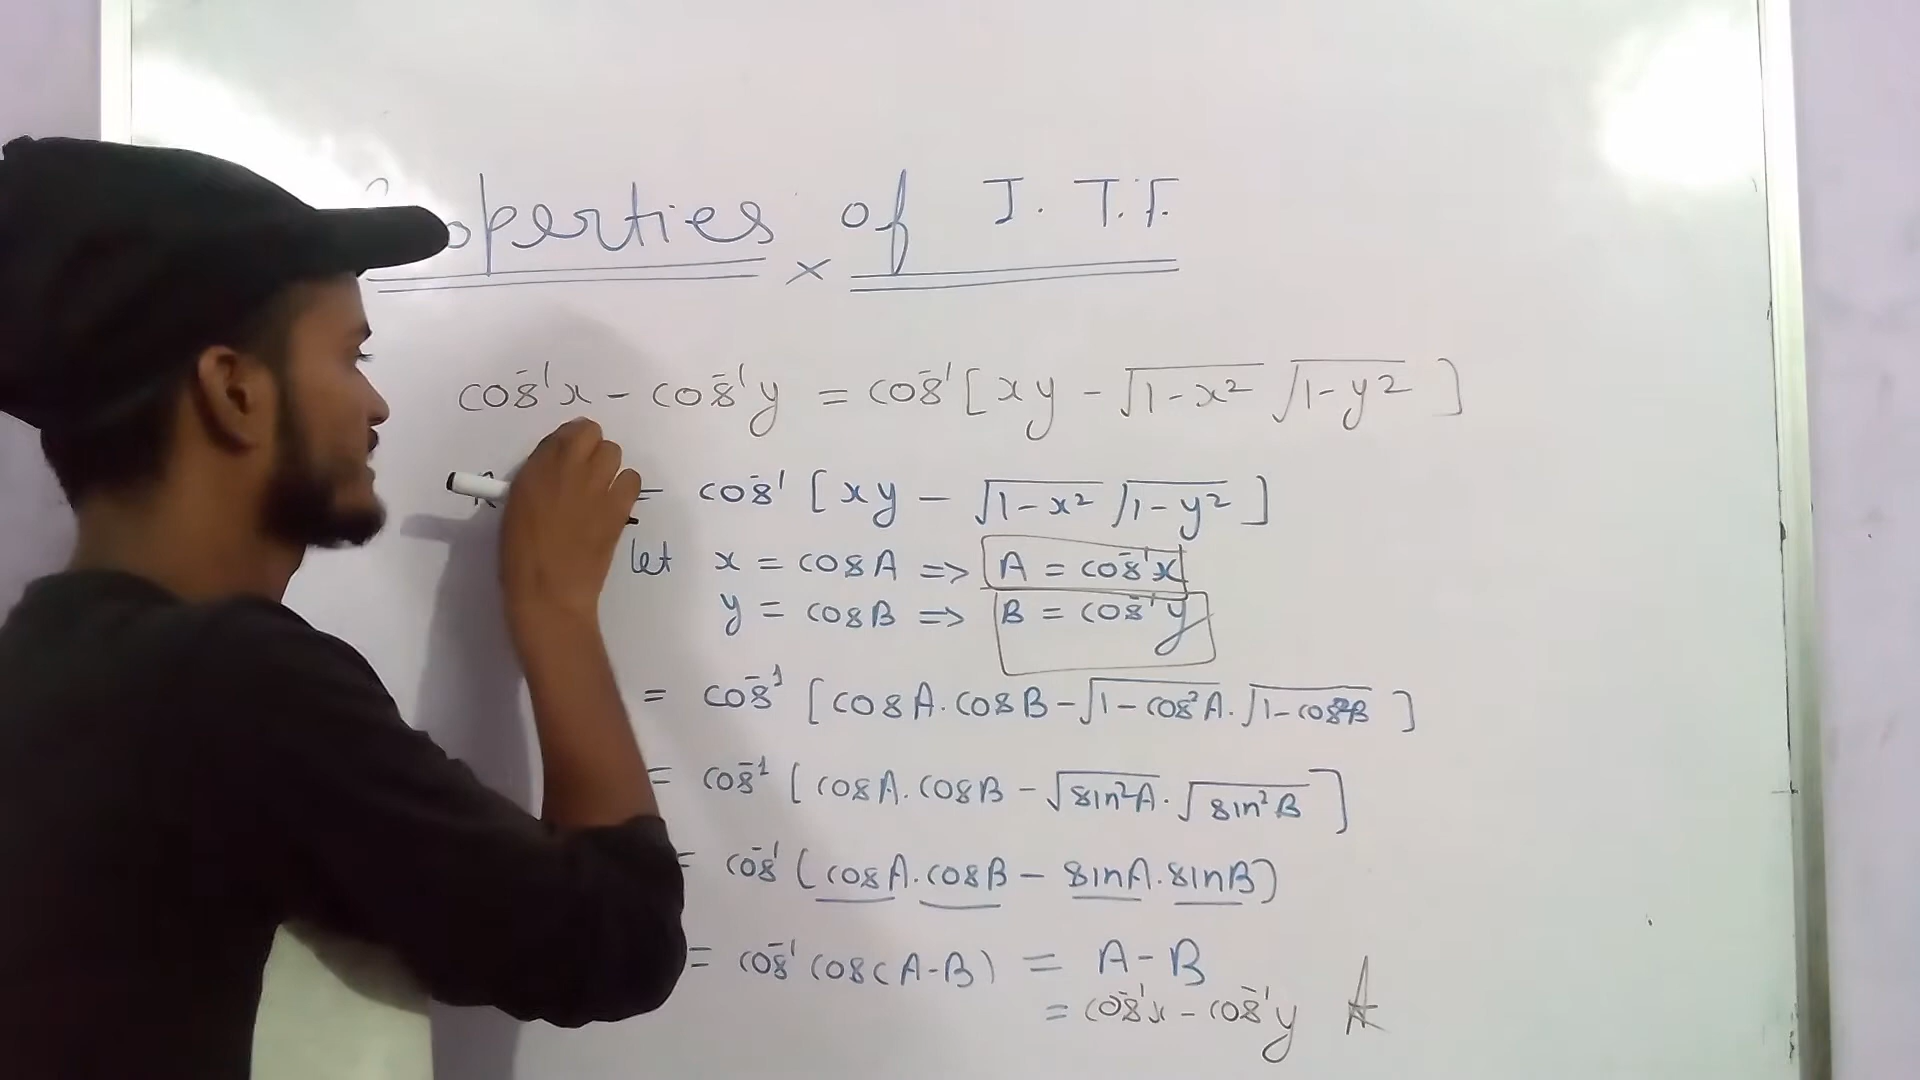 Properties of I.T.F.
cos⁻¹x - cos⁻¹y = cos⁻¹[xy - √1-x² √1-y²]
= cos⁻¹[xy - √1-x² √1-y²]
let x = cosA => A = cos⁻¹x
y = cosB => B = cos⁻¹y
= cos⁻¹[cosA.cosB - √1-cos²A . √1-cos²B]
= cos⁻¹[cosA.cosB - √sin²A . √sin²B]
= cos⁻¹(cosA.cosB - sinA.sinB)
= cos⁻¹cos(A-B) = A-B
= cos⁻¹x - cos⁻¹y